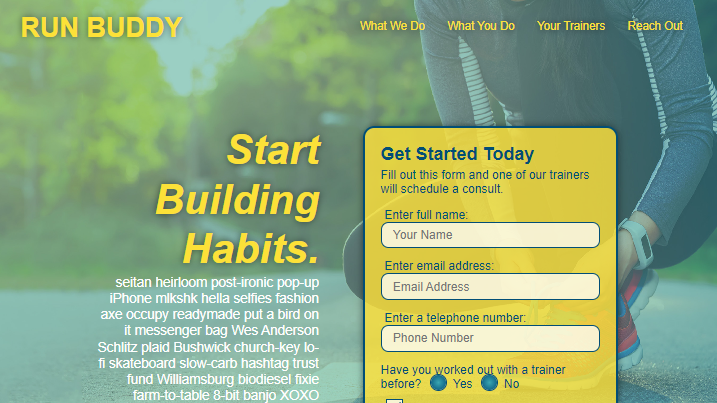 RUN BUDDY
What We Do What You Do Your Trainers Reach Out
Start
Building
Habits.
seitan heirloom post-ironic pop-up
iPhone mlkshk hella selfies fashion
axe occupy readymade put a bird on
it messenger bag Wes Anderson
Schlitz plaid Bushwick church-key lo-
fi skateboard slow-carb hashtag trust
fund Williamsburg biodiesel fixie
farm-to-table 8-bit banjo XOXO
Get Started Today
Fill out this form and one of our trainers
will schedule a consult.
Enter full name:
Your Name
Enter email address:
Email Address
Enter a telephone number:
Phone Number
Have you worked out with a trainer
before? Yes No